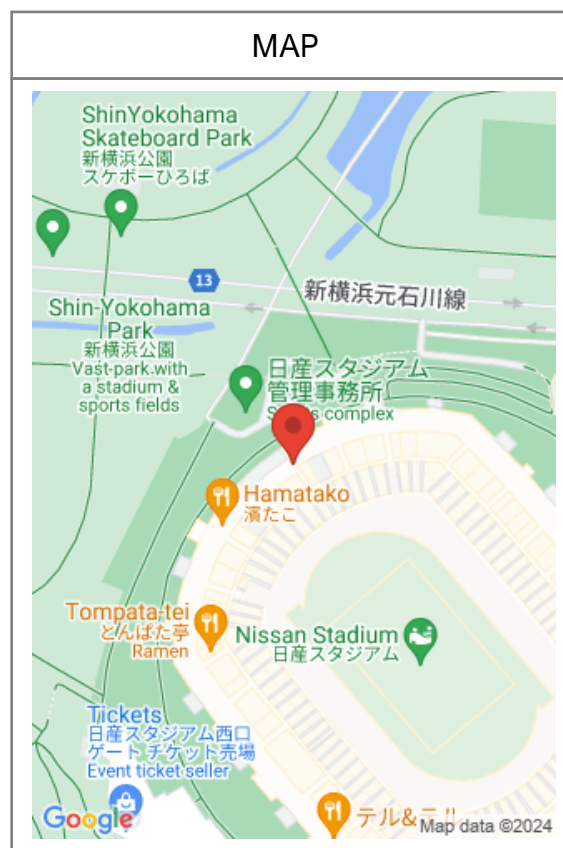 MAP
ShinYokohama
Skateboard Park
新横浜公園
スケボーひろば
13
新横浜元石川線
Shin-Yokohama
Park
新横浜公園
Vast park with
a stadium &
sports fields
日産スタジアム
管理事務所
complex
Hamatako
濱たこ
Tompata-tei
とんぱた亭
Ramen
Nissan Stadium
日産スタジアム
Tickets
日産スタジアム西口
ゲート チケット売場
Event ticket seller
テル&テル
Google
Map data ©2024